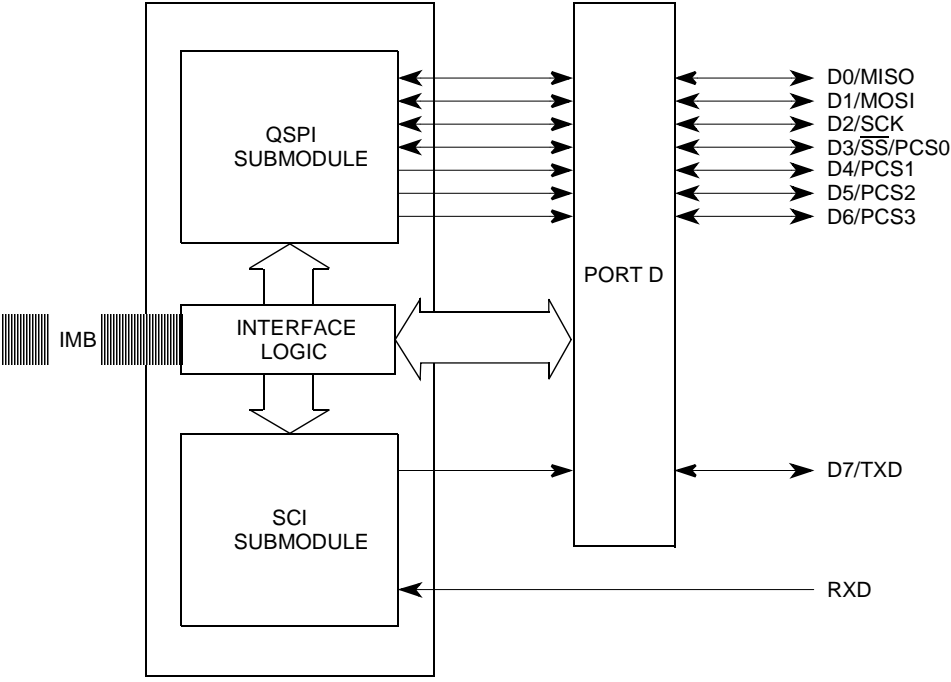 QSPI
SUBMODULE
D0/MISO
D1/MOSI
D2/SCK
D3/S̅S̅/PCS0
D4/PCS1
D5/PCS2
D6/PCS3
PORT D
IMB
INTERFACE
LOGIC
SCI
SUBMODULE
D7/TXD
RXD